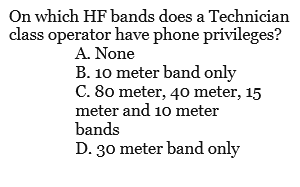 On which HF bands does a Technician
class operator have phone privileges?
A. None
B. 10 meter band only
C. 80 meter, 40 meter, 15
meter and 10 meter
bands
D. 30 meter band only